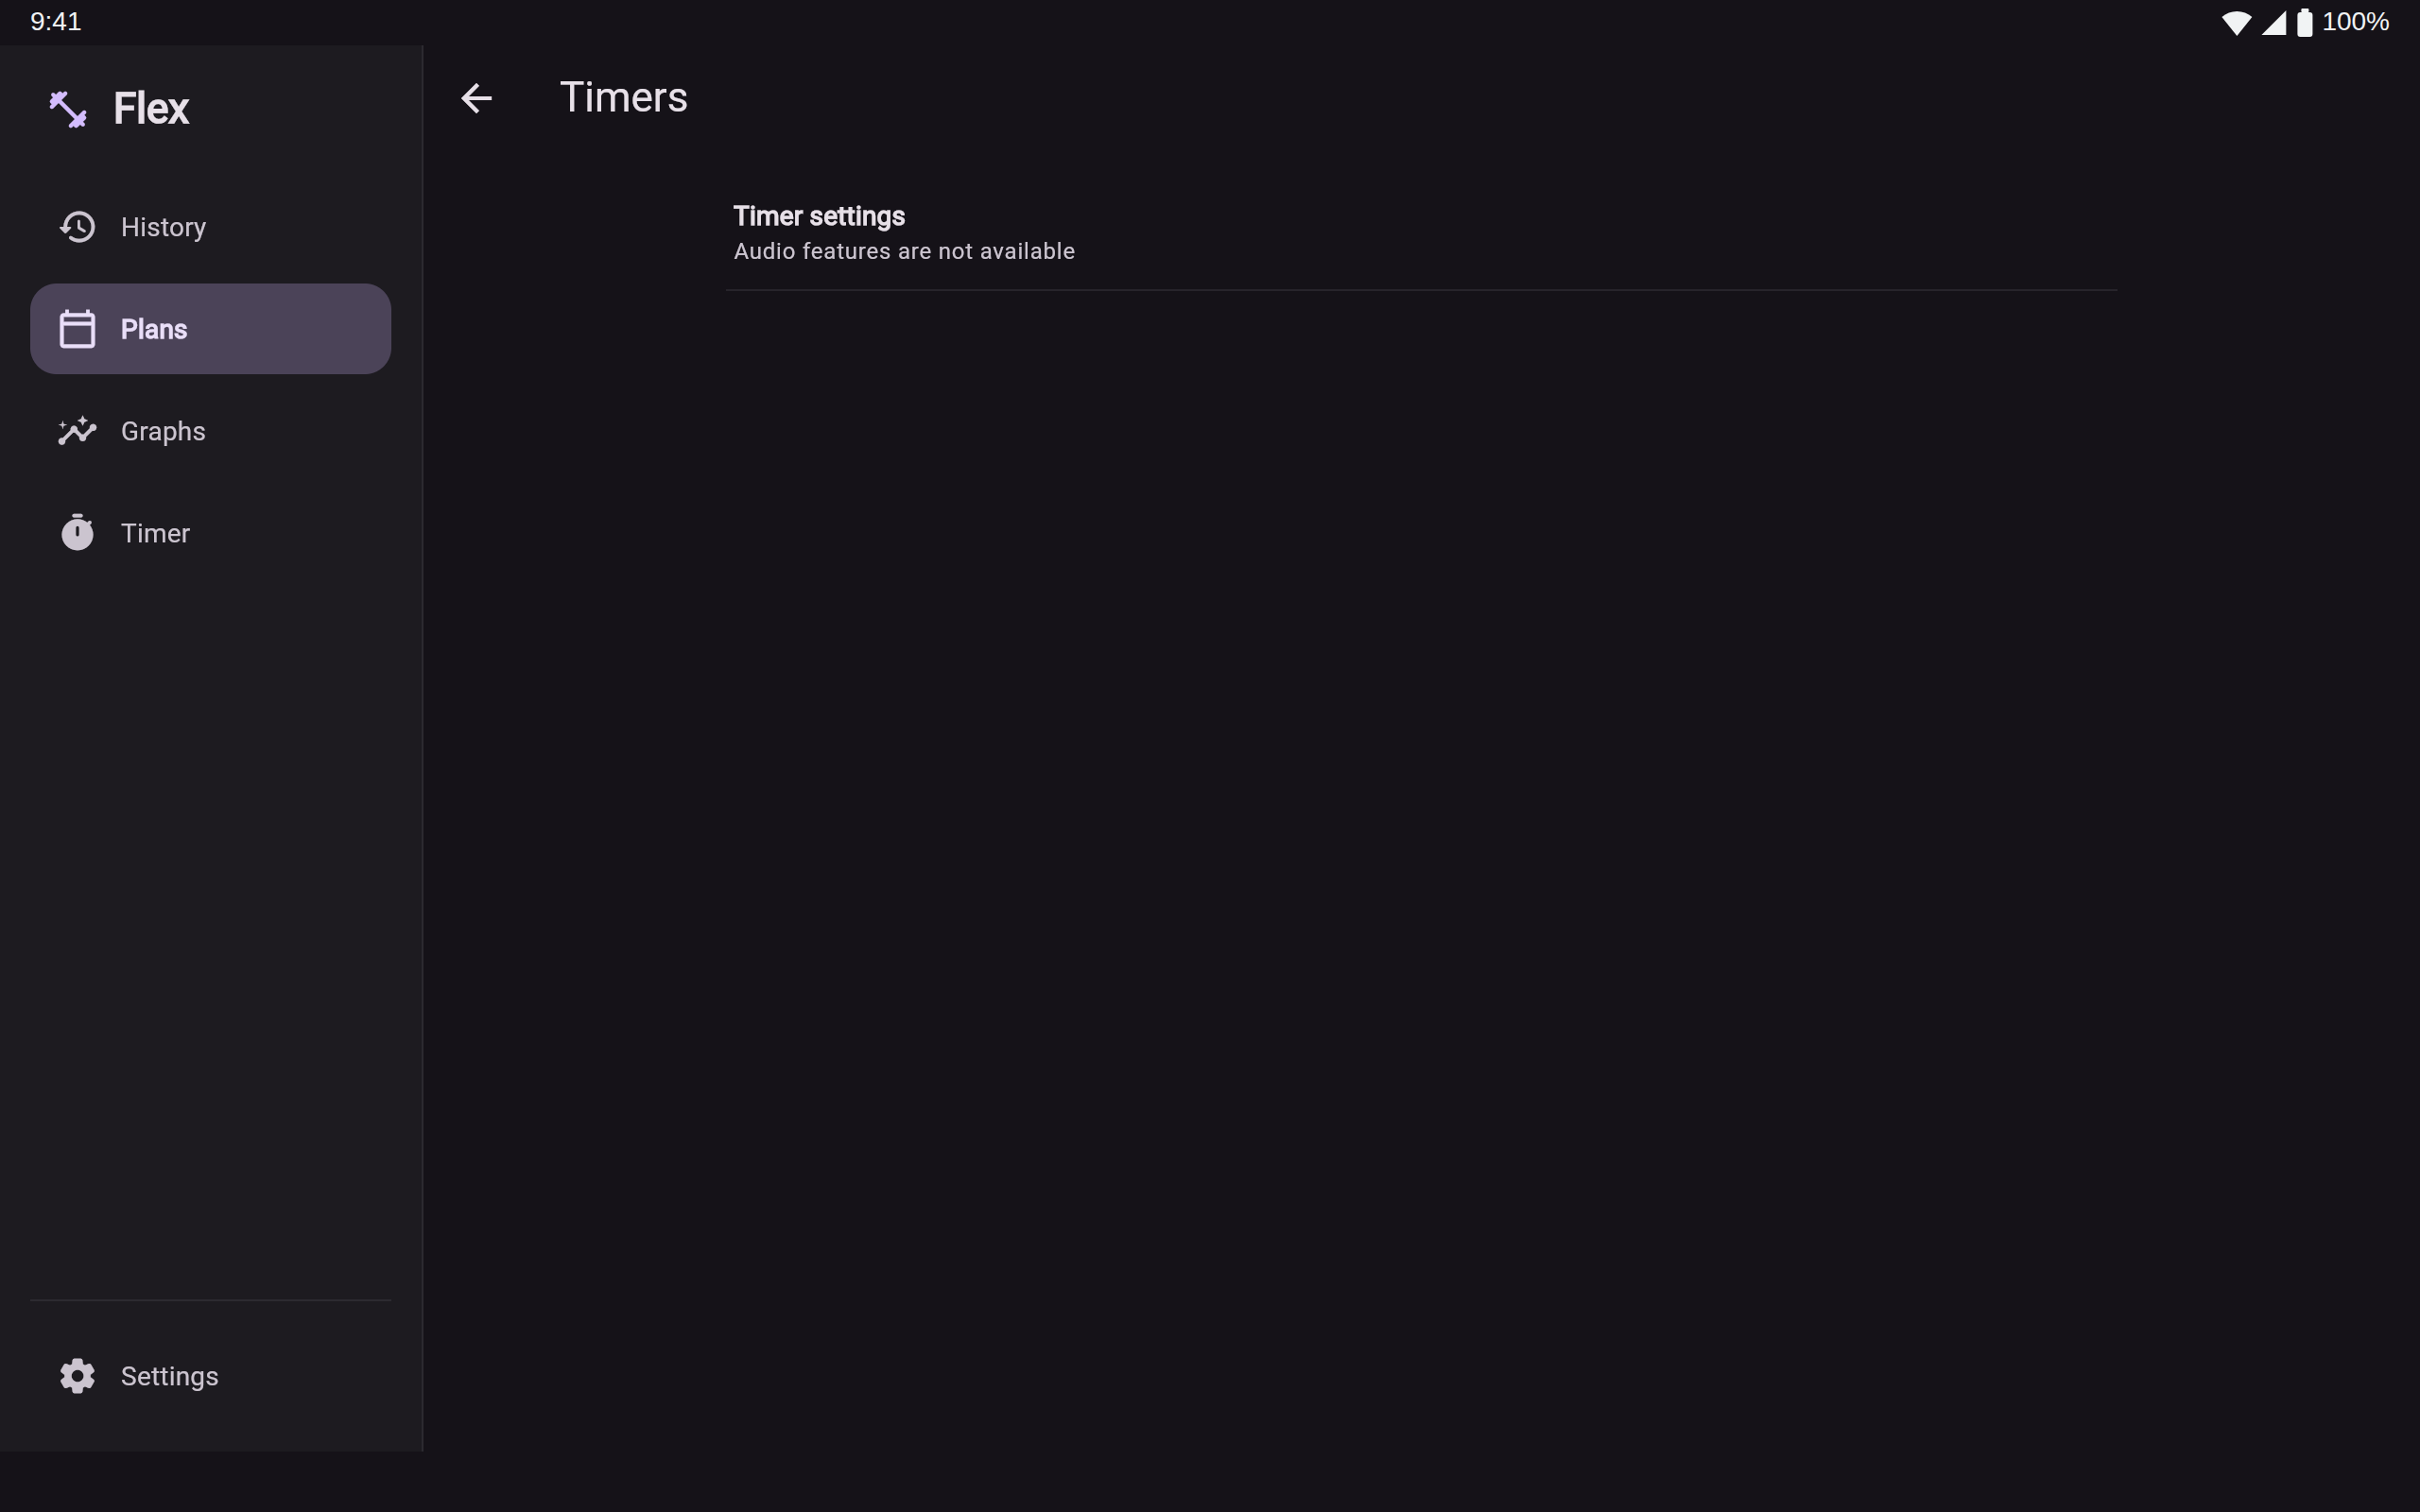 9:41
100%
Flex
Timers
History
Timer settings
Audio features are not available
Plans
Graphs
Timer
Settings